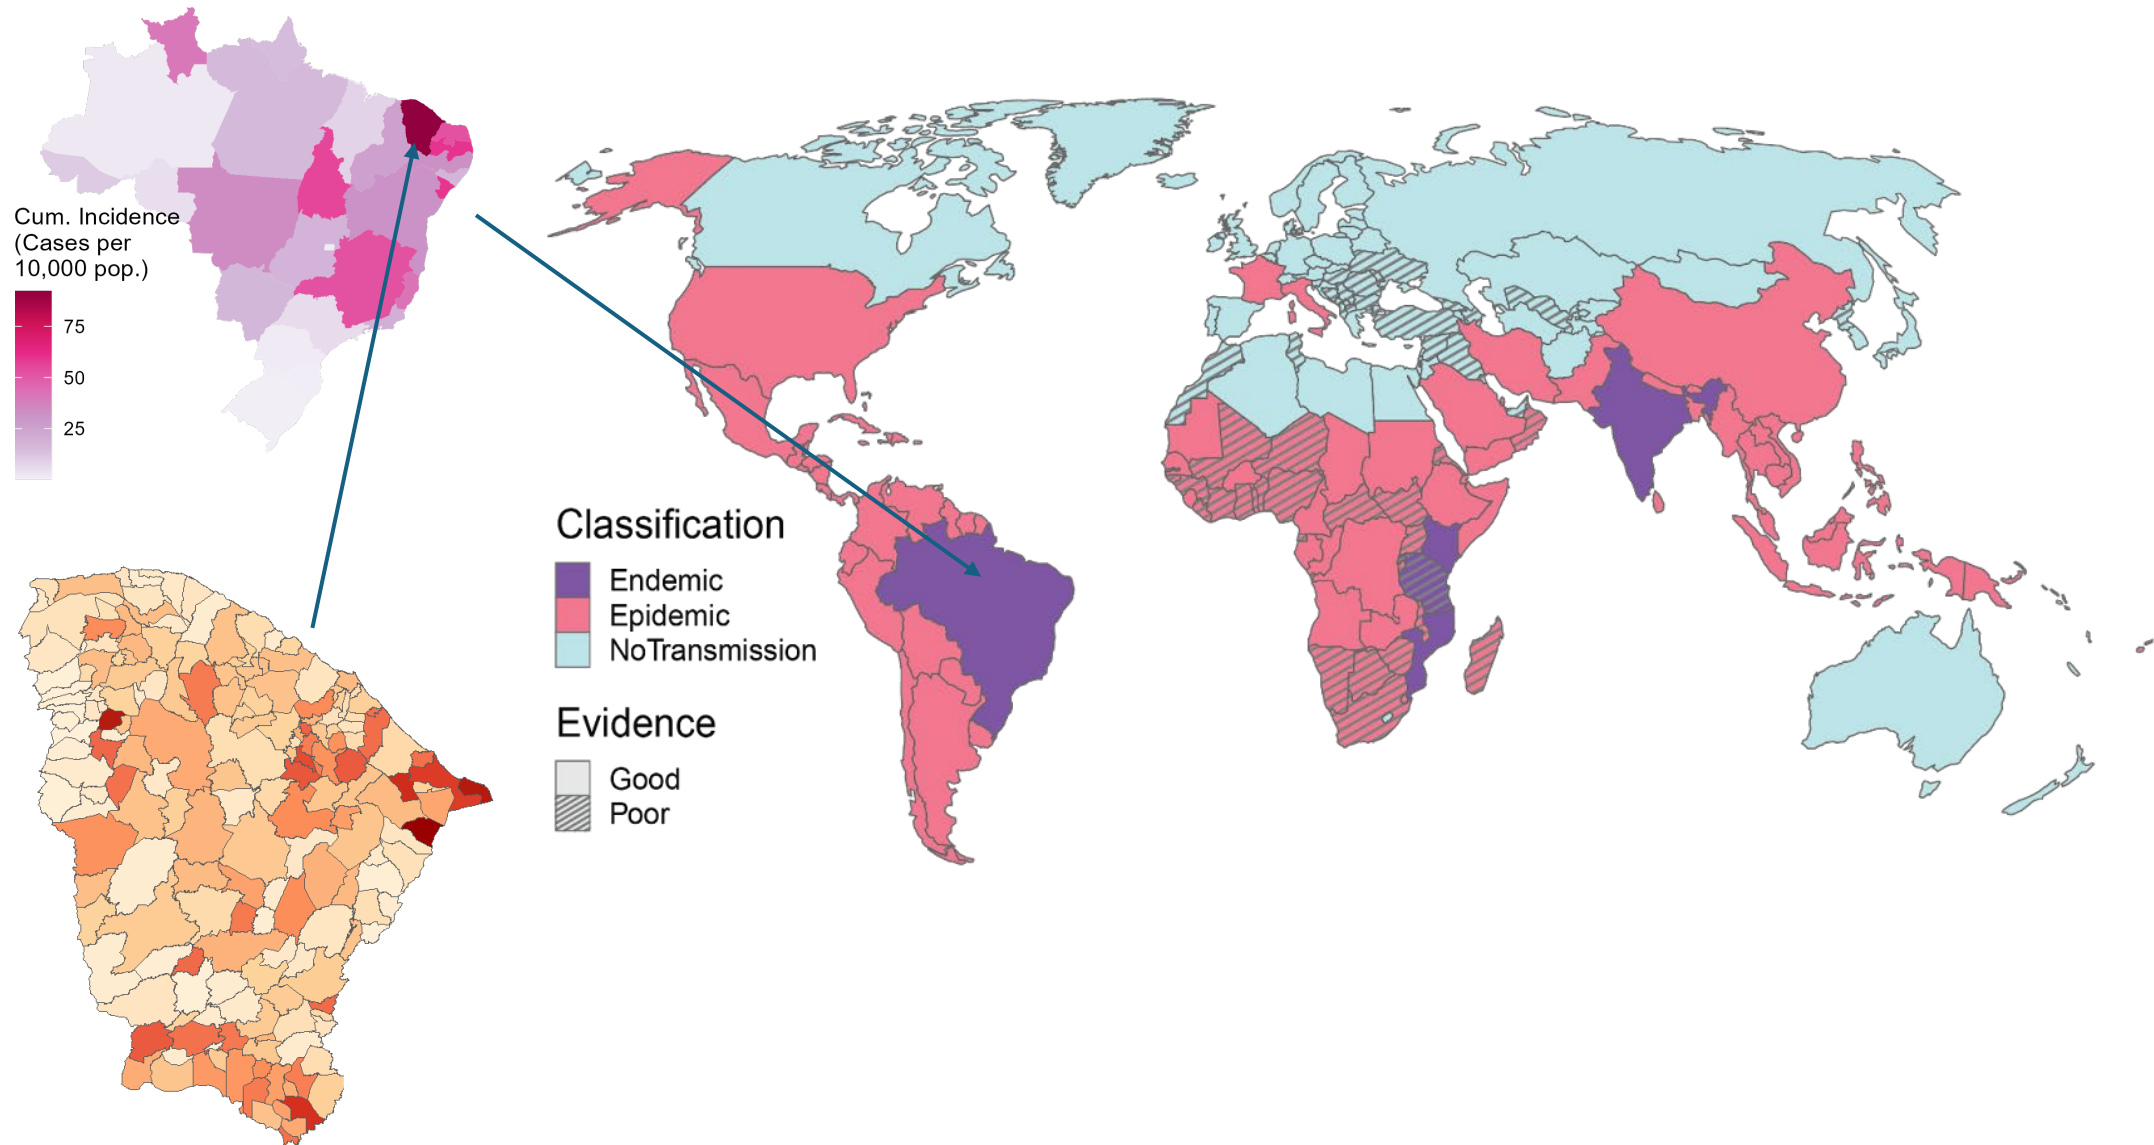 Cum. Incidence
(Cases per
10,000 pop.)
75
50
25
Classification
Endemic
Epidemic
NoTransmission
Evidence
Good
Poor